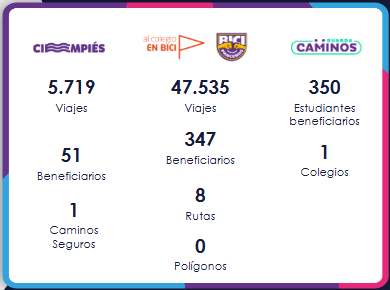 CIEMPIÉS
5.719
Viajes
51
Beneficiarios
1
Caminos
Seguros
al colegio
EN BICI
BICI
47.535
Viajes
347
Beneficiarios
8
Rutas
0
Polígonos
GUARDA
CAMINOS
350
Estudiantes
beneficiarios
1
Colegios